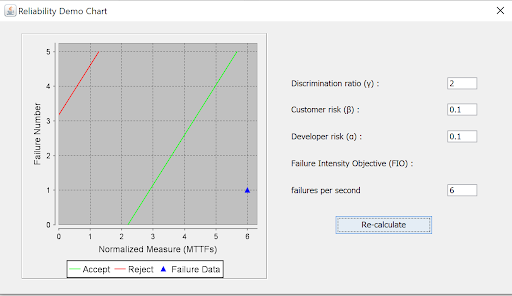 Reliability Demo Chart
5
4
3
2
1
0
Failure Number
0 1 2 3 4 5 6
Normalized Measure (MTTFs)
Accept Reject Failure Data
Discrimination ratio (γ) : 2
Customer risk (β) : 0.1
Developer risk (α) : 0.1
Failure Intensity Objective (FIO) :
failures per second 6
Re-calculate